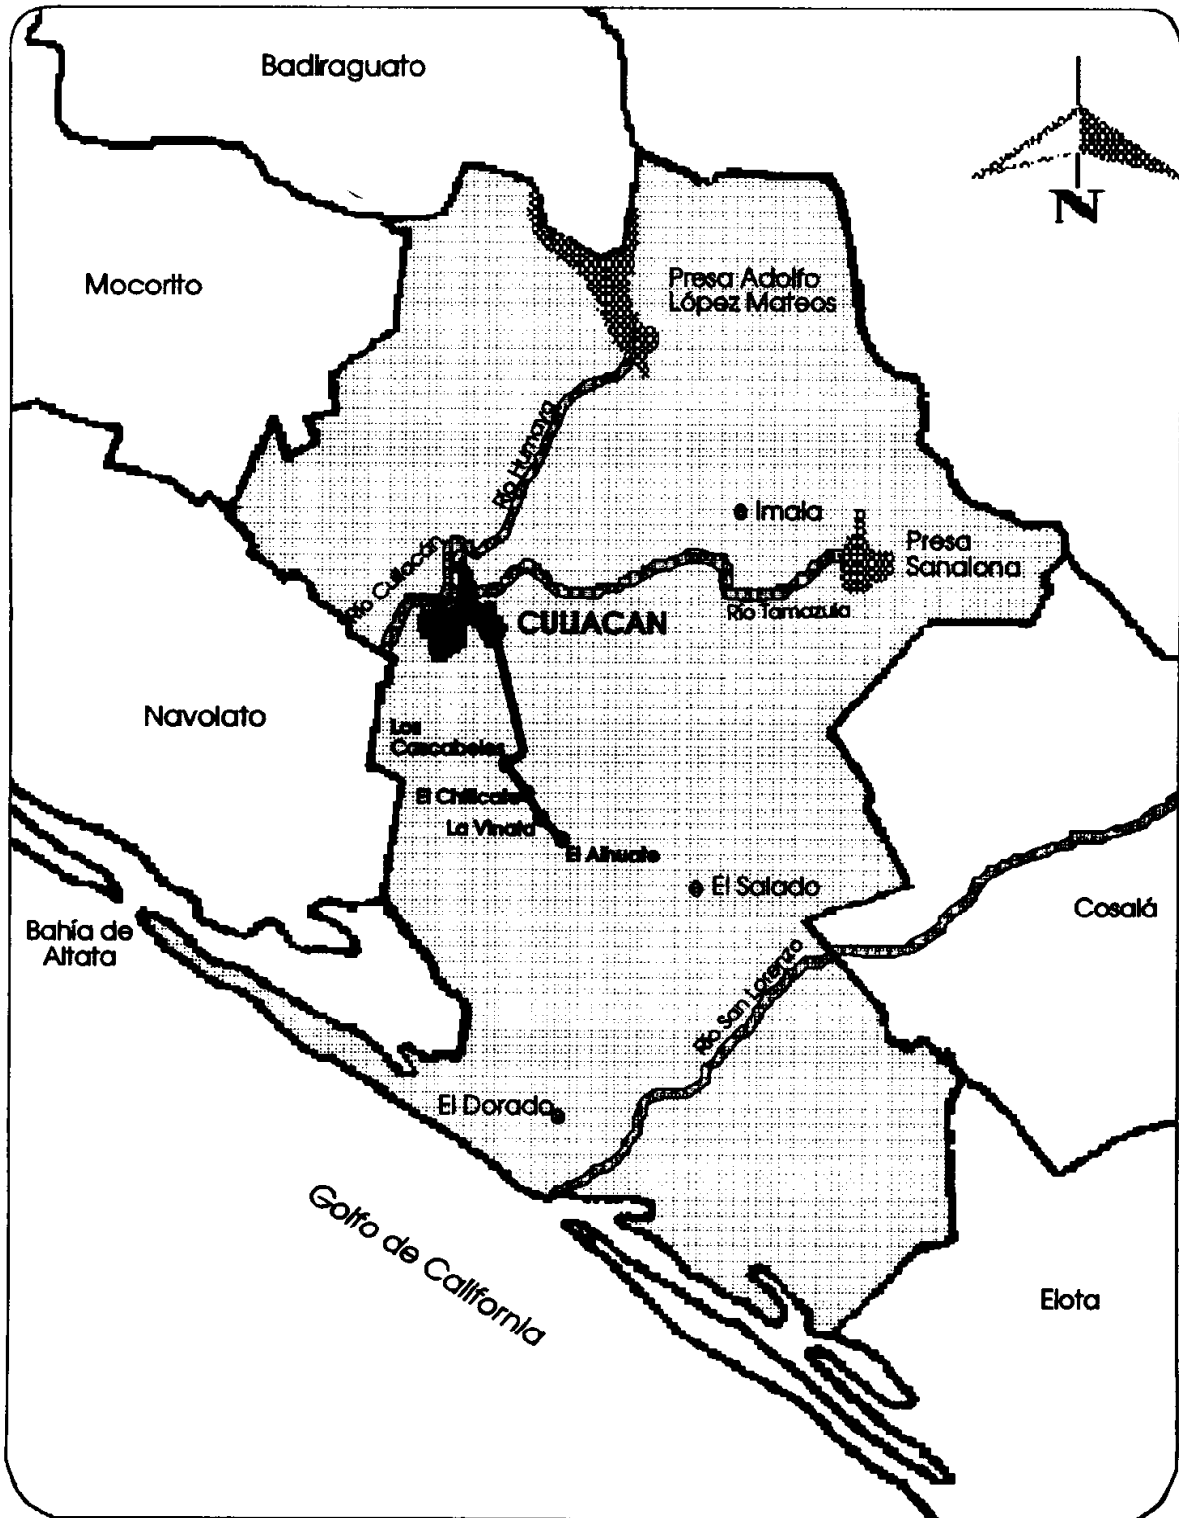 Badiraguato
N
Mocorito
Presa Adolfo
López Mateos
Río Humaya
Imala
Presa
Sanalona
Río Culiacán
Río Tamazula
CULIACAN
Navolato
Los
Cascabeles
El Chilicate
La Vinata
El Alhuate
El Salado
Cosalá
Bahía de
Altata
Río San Lorenzo
El Dorado
Golfo de California
Elota